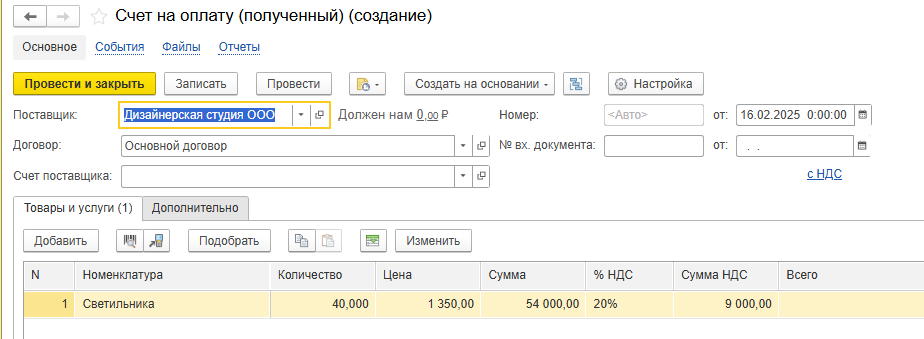 Счет на оплату (полученный) (создание)
Основное События Файлы Отчеты
Провести и закрыть Записать Провести Создать на основании Настройка
Поставщик: Дизайнерская студия ООО Должен нам 0,00 ₽ Номер: <Авто> от: 16.02.2025 0:00:00
Договор: Основной договор № вх. документа: от: . .
Счет поставщика: с НДС
Товары и услуги (1) Дополнительно
Добавить Подобрать Изменить
N Номенклатура Количество Цена Сумма % НДС Сумма НДС Всего
1 Светильника 40,000 1 350,00 54 000,00 20% 9 000,00